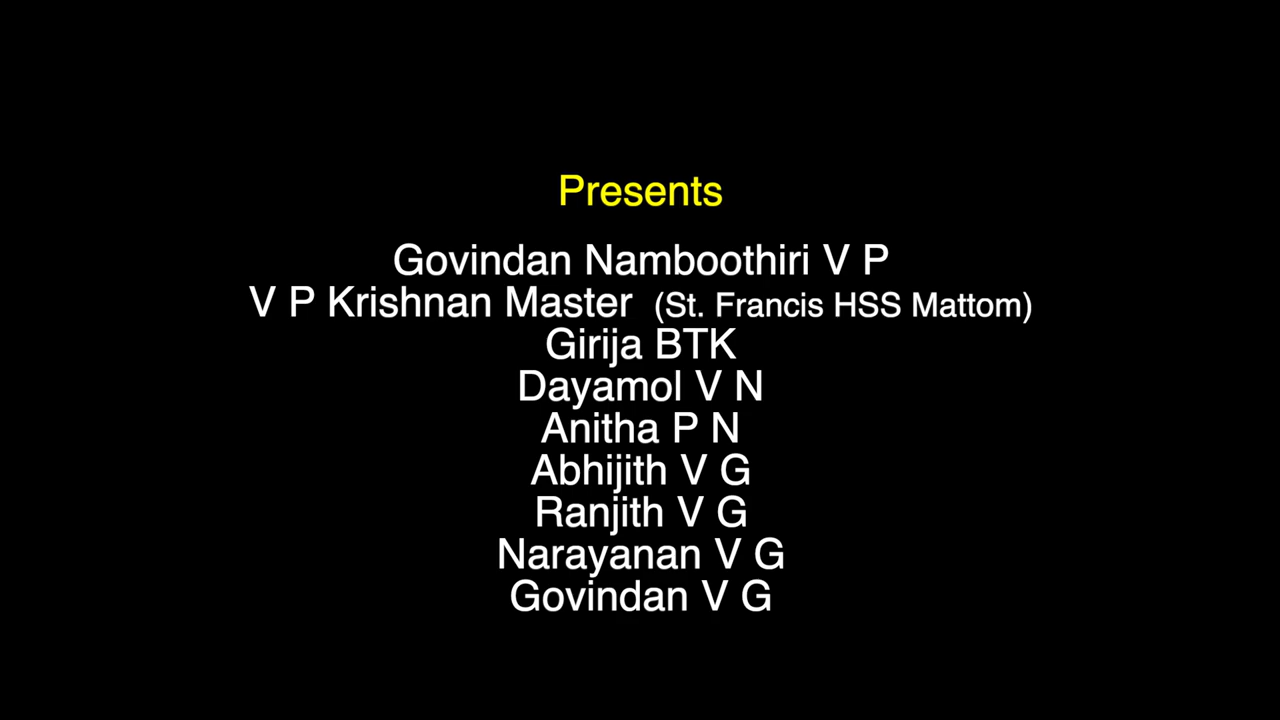 Presents
Govindan Namboothiri V P
V P Krishnan Master (St. Francis HSS Mattom)
Girija BTK
Dayamol V N
Anitha P N
Abhijith V G
Ranjith V G
Narayanan V G
Govindan V G